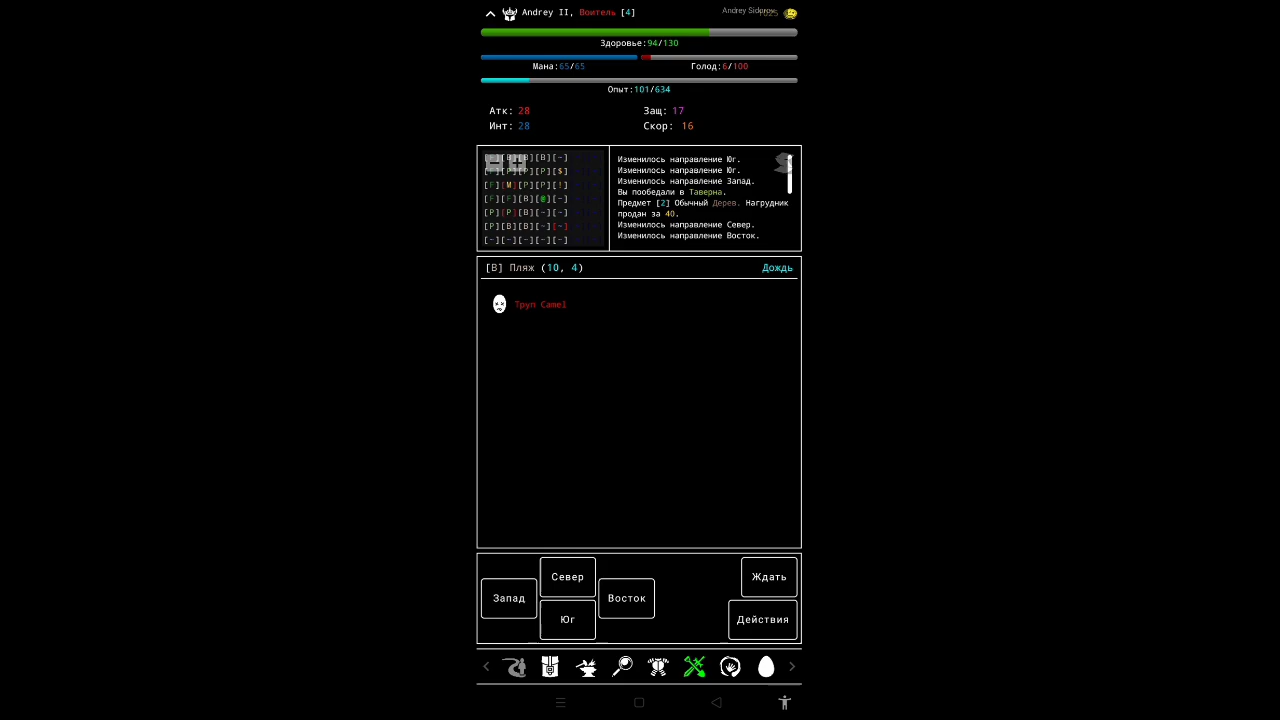 Andrey II, Воитель [4]
Andrey Sidorov
Здоровье:94/130
Мана:65/65
Голод:6/100
Опыт:101/634
Атк: 28
Защ: 17
Инт: 28
Скор: 16
[F][B][B][B][~]
[F][P][P][P][$]
[F][M][P][P][!]
[F][F][B][@][~]
[P][P][B][~][~]
[P][B][B][~][~]
[~][~][~][~][~]
Изменилось направление Юг.
Изменилось направление Юг.
Изменилось направление Запад.
Вы пообедали в Таверна.
Предмет [2] Обычный Дерев. Нагрудник
продан за 40.
Изменилось направление Север.
Изменилось направление Восток.
[B] Пляж (10, 4)
Дождь
Труп Camel
Запад
Север
Юг
Восток
Ждать
Действия